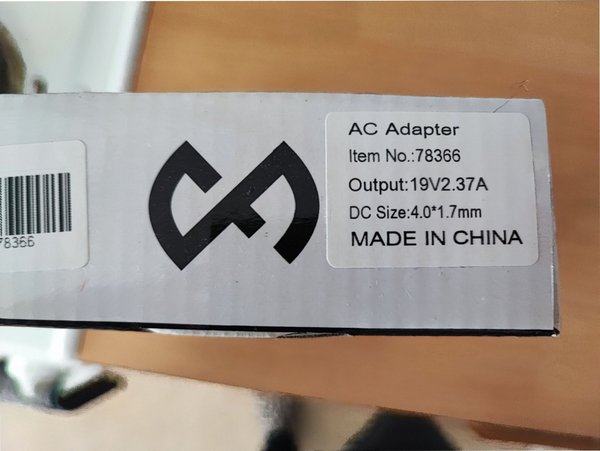 AC Adapter
Item No.:78366
Output:19V2.37A
DC Size:4.0*1.7mm
MADE IN CHINA
78366